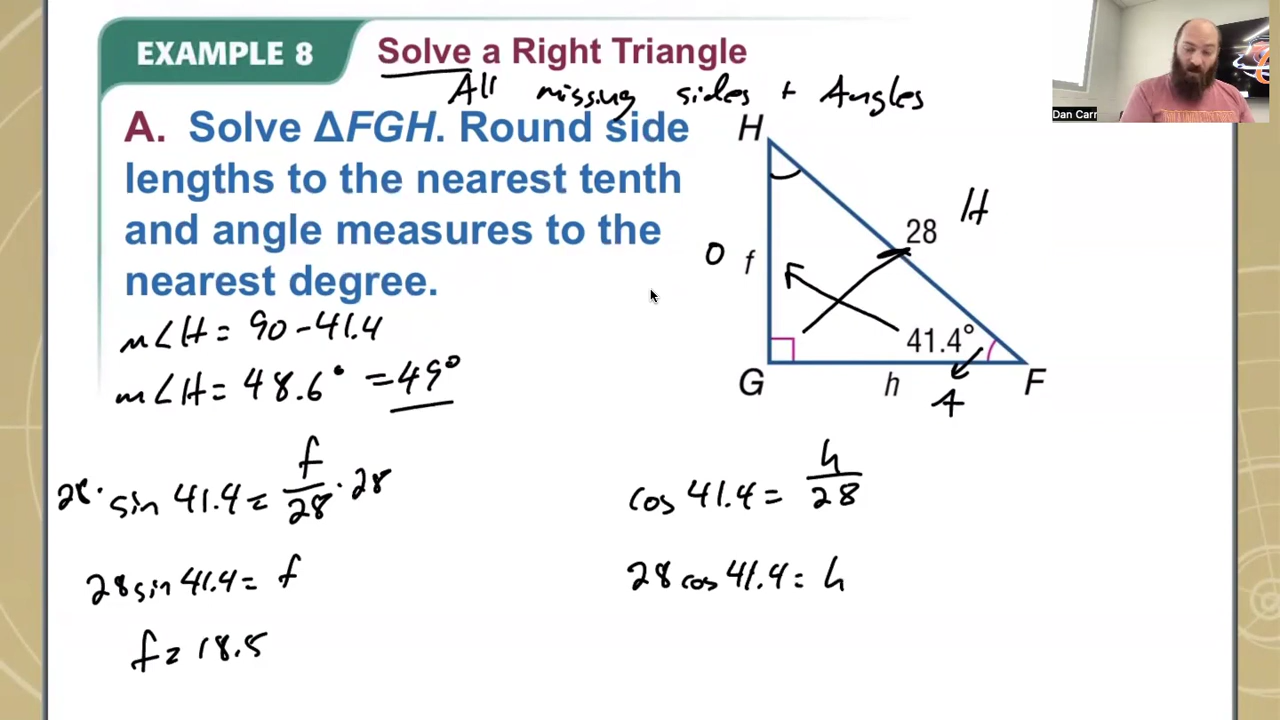 EXAMPLE 8 Solve a Right Triangle
All missing sides + Angles
A. Solve ΔFGH. Round side
lengths to the nearest tenth
and angle measures to the
nearest degree.
Dan Carr
H
28 H
O f
41.4°
G h F
A
m∠H = 90-41.4
m∠H = 48.6° = 49°
28· sin 41.4 = f/28 ·28
28 sin 41.4 = f
f = 18.5
cos 41.4 = h/28
28 cos 41.4 = h